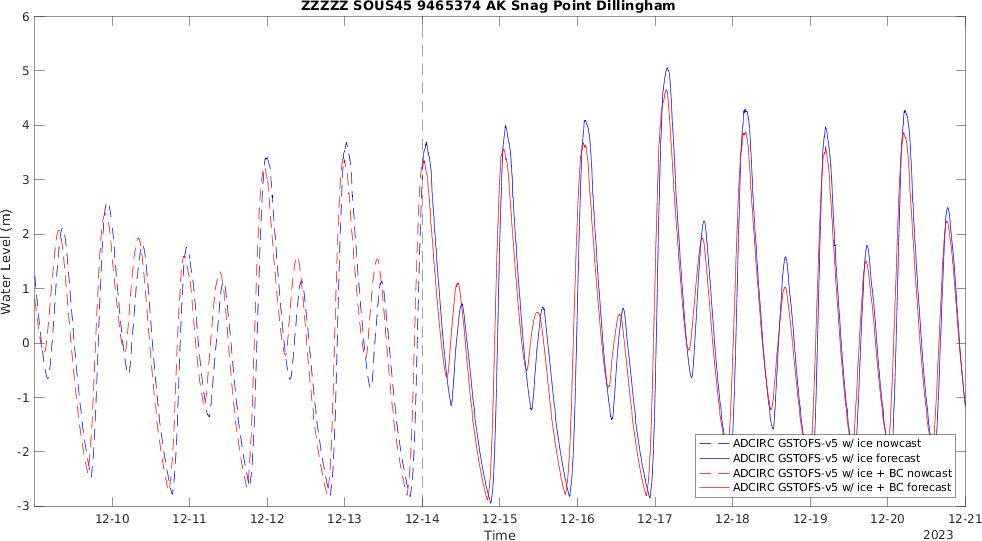 ZZZZZ SOUS45 9465374 AK Snag Point Dillingham
6
5
4
3
2
1
0
-1
-2
-3
Water Level (m)
ADCIRC GSTOFS-v5 w/ ice nowcast
ADCIRC GSTOFS-v5 w/ ice forecast
ADCIRC GSTOFS-v5 w/ ice + BC nowcast
ADCIRC GSTOFS-v5 w/ ice + BC forecast
12-10 12-11 12-12 12-13 12-14 12-15 12-16 12-17 12-18 12-19 12-20 12-21
Time
2023